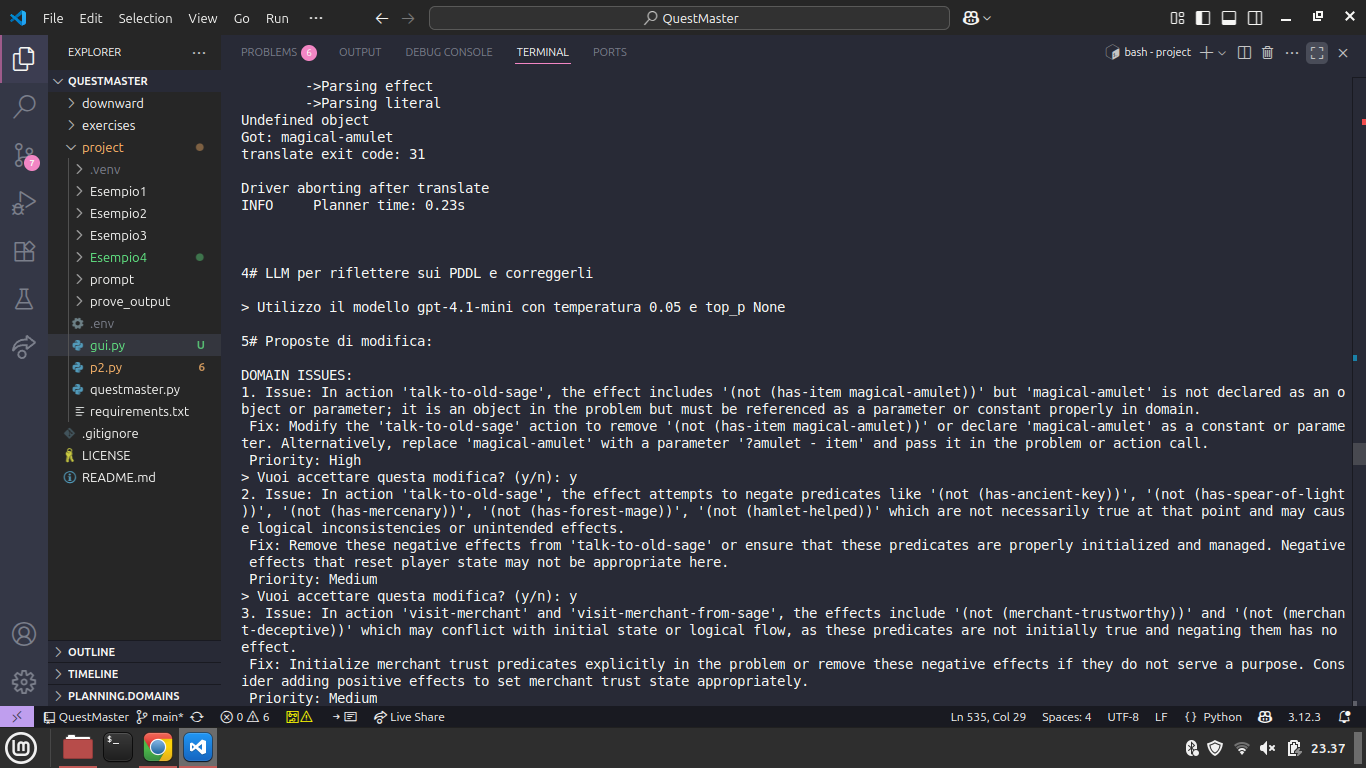 File Edit Selection View Go Run ··· QuestMaster
EXPLORER ···
QUESTMASTER
downward
exercises
project
.venv
Esempio1
Esempio2
Esempio3
Esempio4
prompt
prove_output
.env
gui.py U
p2.py 6
questmaster.py
requirements.txt
.gitignore
LICENSE
README.md
OUTLINE
TIMELINE
PLANNING.DOMAINS
7
PROBLEMS 6 OUTPUT DEBUG CONSOLE TERMINAL PORTS bash - project
->Parsing effect
->Parsing literal
Undefined object
Got: magical-amulet
translate exit code: 31
Driver aborting after translate
INFO Planner time: 0.23s
4# LLM per riflettere sui PDDL e correggerli
> Utilizzo il modello gpt-4.1-mini con temperatura 0.05 e top_p None
5# Proposte di modifica:
DOMAIN ISSUES:
1. Issue: In action 'talk-to-old-sage', the effect includes '(not (has-item magical-amulet))' but 'magical-amulet' is not declared as an o
bject or parameter; it is an object in the problem but must be referenced as a parameter or constant properly in domain.
Fix: Modify the 'talk-to-old-sage' action to remove '(not (has-item magical-amulet))' or declare 'magical-amulet' as a constant or parame
ter. Alternatively, replace 'magical-amulet' with a parameter '?amulet - item' and pass it in the problem or action call.
Priority: High
> Vuoi accettare questa modifica? (y/n): y
2. Issue: In action 'talk-to-old-sage', the effect attempts to negate predicates like '(not (has-ancient-key))', '(not (has-spear-of-light
))', '(not (has-mercenary))', '(not (has-forest-mage))', '(not (hamlet-helped))' which are not necessarily true at that point and may caus
e logical inconsistencies or unintended effects.
Fix: Remove these negative effects from 'talk-to-old-sage' or ensure that these predicates are properly initialized and managed. Negative
effects that reset player state may not be appropriate here.
Priority: Medium
> Vuoi accettare questa modifica? (y/n): y
3. Issue: In action 'visit-merchant' and 'visit-merchant-from-sage', the effects include '(not (merchant-trustworthy))' and '(not (merchan
t-deceptive))' which may conflict with initial state or logical flow, as these predicates are not initially true and negating them has no
effect.
Fix: Initialize merchant trust predicates explicitly in the problem or remove these negative effects if they do not serve a purpose. Cons
ider adding positive effects to set merchant trust state appropriately.
Priority: Medium
QuestMaster main* 0 6 Live Share Ln 535, Col 29 Spaces: 4 UTF-8 LF {} Python 3.12.3
23.37